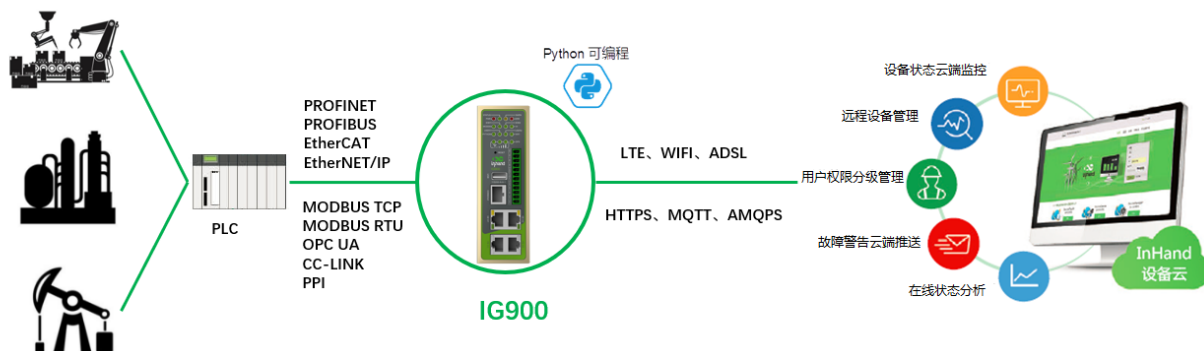 Python 可编程
PROFINET
PROFIBUS
EtherCAT
EtherNET/IP
MODBUS TCP
MODBUS RTU
OPC UA
CC-LINK
PPI
PLC
IG900
LTE、WIFI、ADSL
HTTPS、MQTT、AMQPS
设备状态云端监控
远程设备管理
用户权限分级管理
故障警告云端推送
在线状态分析
InHand
设备云